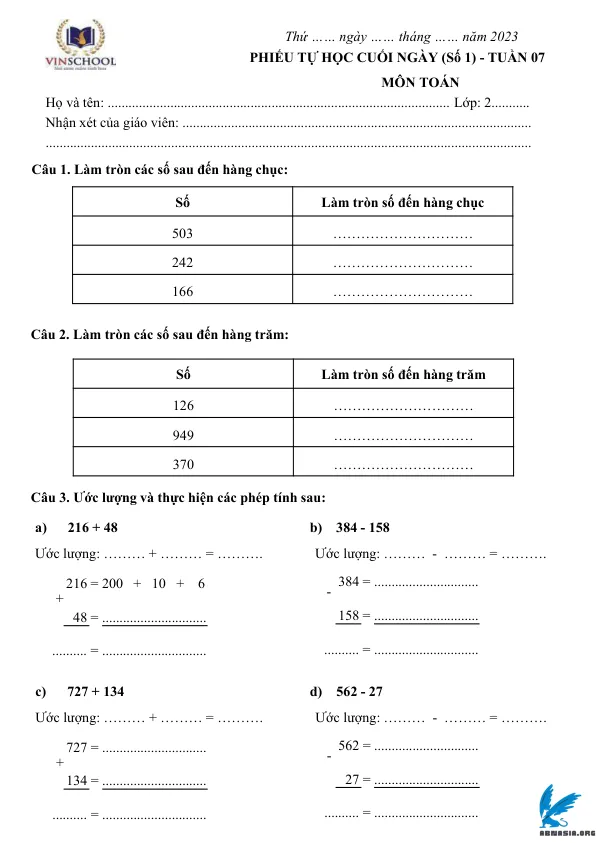 Thứ …… ngày …… tháng …… năm 2023
VINSCHOOL
PHIẾU TỰ HỌC CUỐI NGÀY (Số 1) - TUẦN 07
MÔN TOÁN
Họ và tên: .................................................................................................. Lớp: 2...........
Nhận xét của giáo viên: ....................................................................................................
...........................................................................................................................................
Câu 1. Làm tròn các số sau đến hàng chục:
Số Làm tròn số đến hàng chục
503 …………………………
242 …………………………
166 …………………………
Câu 2. Làm tròn các số sau đến hàng trăm:
Số Làm tròn số đến hàng trăm
126 …………………………
949 …………………………
370 …………………………
Câu 3. Ước lượng và thực hiện các phép tính sau:
a) 216 + 48 b) 384 - 158
Ước lượng: ……… + ……… = ………. Ước lượng: ……… - ……… = ……….
216 = 200 + 10 + 6 384 = ..............................
+ -
48 = .............................. 158 = ..............................
.......... = .............................. .......... = ..............................
c) 727 + 134 d) 562 - 27
Ước lượng: ……… + ……… = ………. Ước lượng: ……… - ……… = ……….
727 = .............................. 562 = ..............................
+ -
134 = .............................. 27 = ..............................
.......... = .............................. .......... = ..............................
ABNASIA.ORG